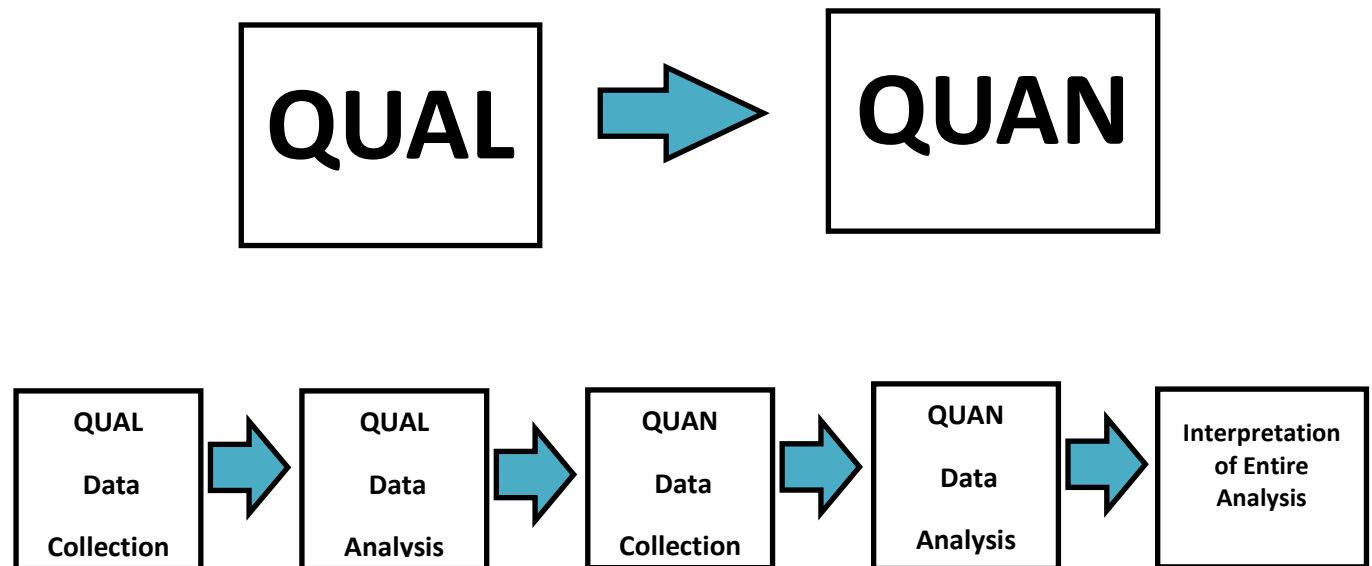 QUAL
QUAN
QUAL
Data
Collection
QUAL
Data
Analysis
QUAN
Data
Collection
QUAN
Data
Analysis
Interpretation
of Entire
Analysis